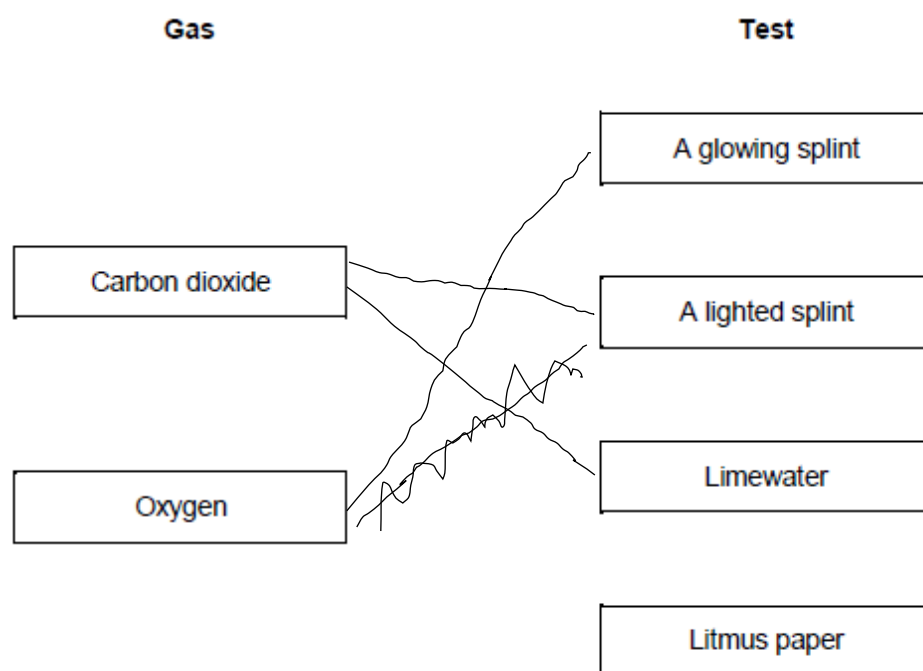 Gas Test
A glowing splint
Carbon dioxide
A lighted splint
Limewater
Oxygen
Litmus paper